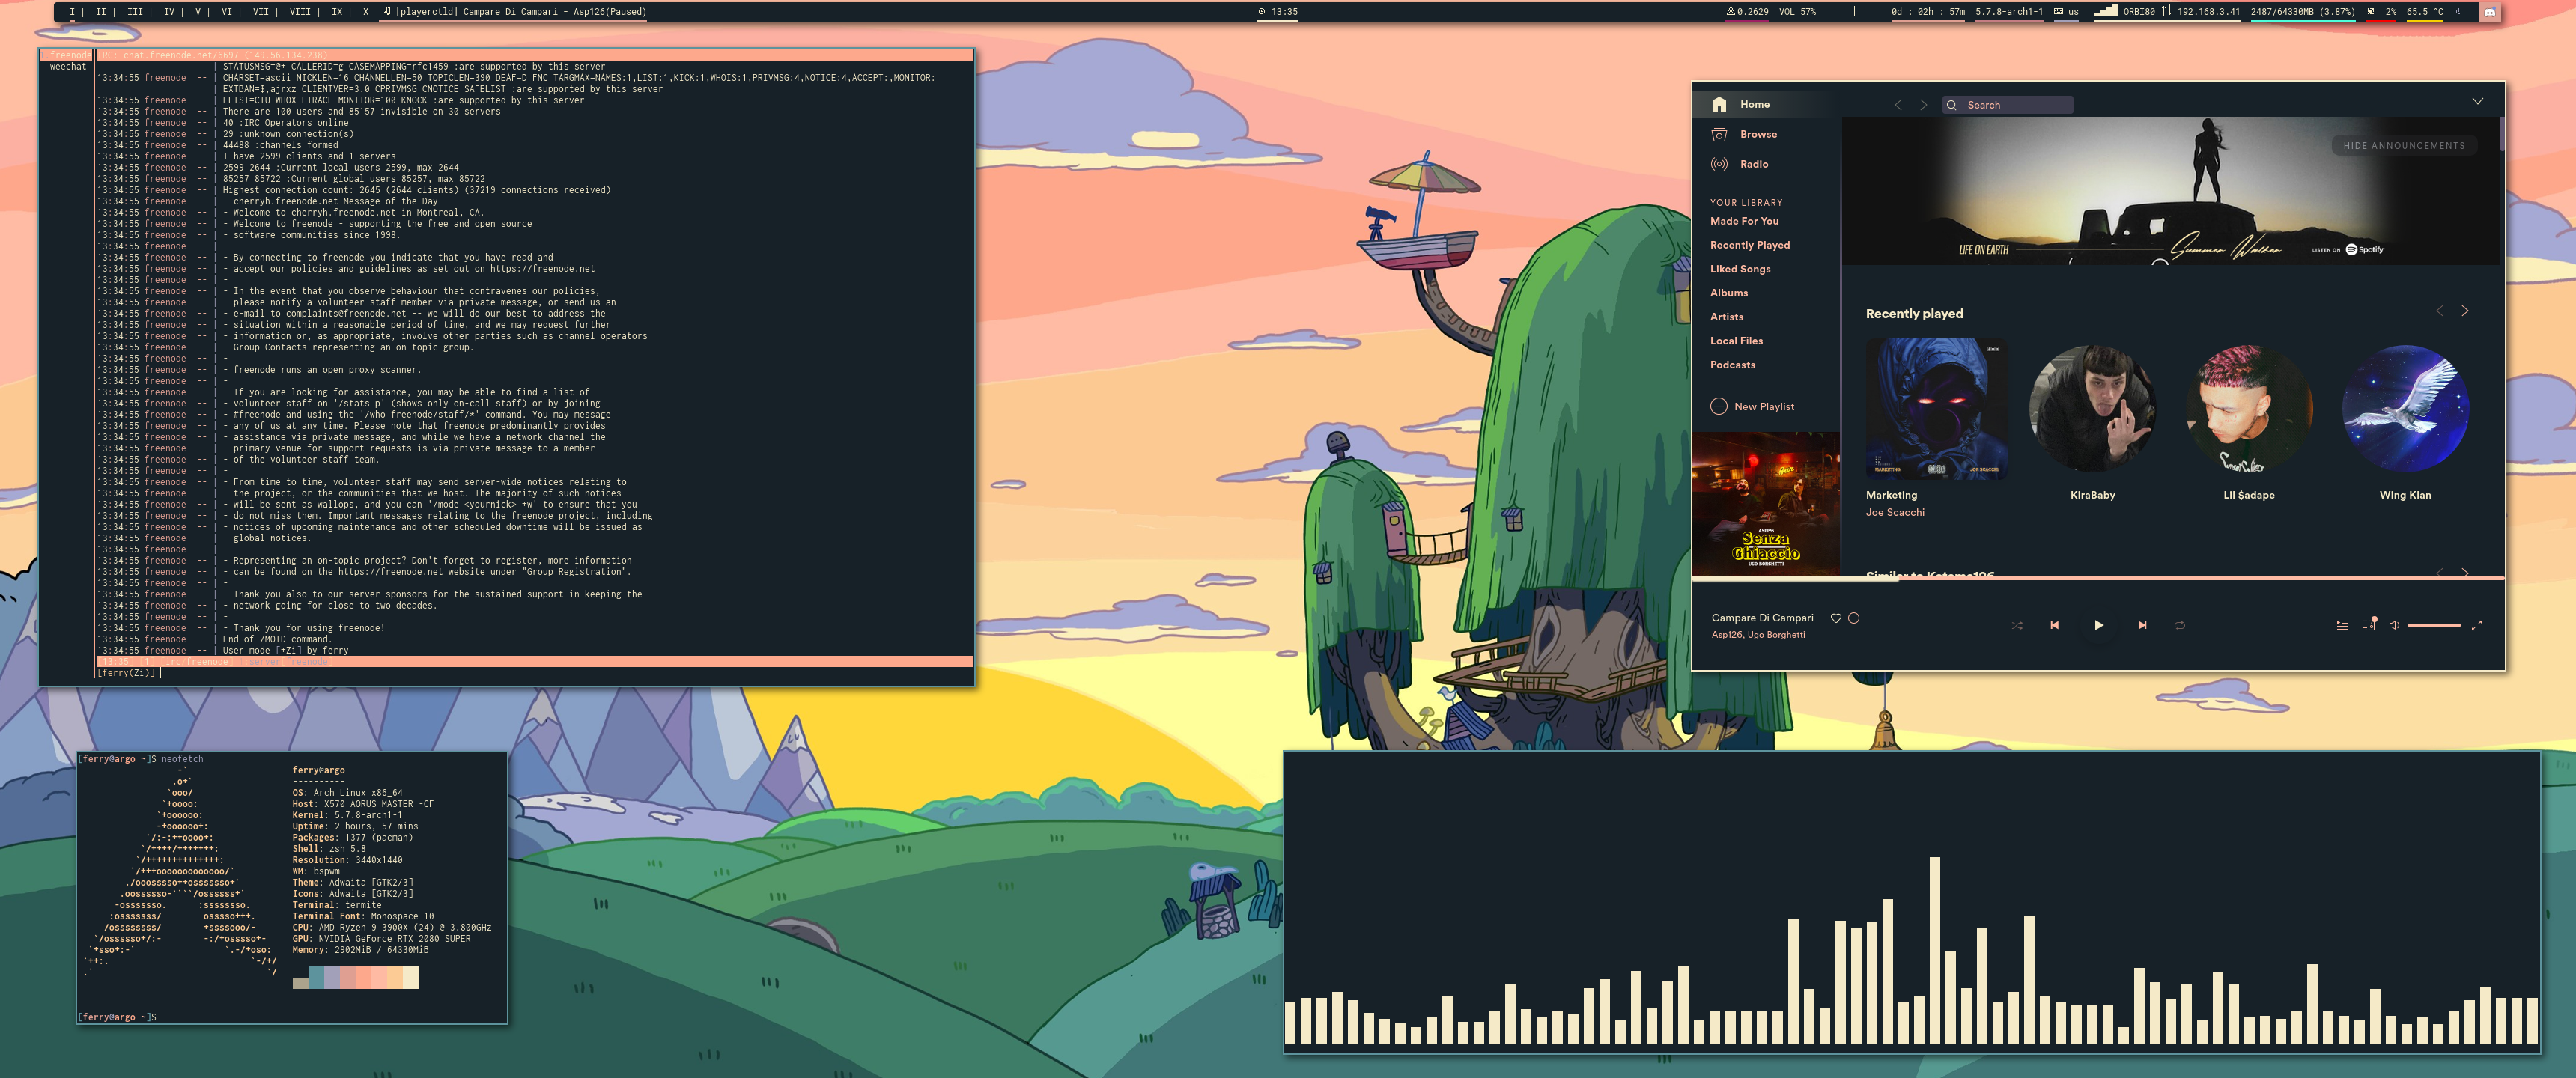 I | II | III | IV | V | VI | VII | VIII | IX | X
[playerctld] Campare Di Campari - Asp126(Paused)
13:35
0.2629 VOL 57%
0d : 02h : 57m 5.7.8-arch1-1 us ORBI80 192.168.3.41 2487/64330MB (3.87%) 2% 65.5 °C
freenode
weechat
IRC: chat.freenode.net/6697 (149.56.134.238)
| STATUSMSG=@+ CALLERID=g CASEMAPPING=rfc1459 :are supported by this server
13:34:55 freenode -- | CHARSET=ascii NICKLEN=16 CHANNELLEN=50 TOPICLEN=390 DEAF=D FNC TARGMAX=NAMES:1,LIST:1,KICK:1,WHOIS:1,PRIVMSG:4,NOTICE:4,ACCEPT:,MONITOR:
| EXTBAN=$,ajrxz CLIENTVER=3.0 CPRIVMSG CNOTICE SAFELIST :are supported by this server
13:34:55 freenode -- | ELIST=CTU WHOX ETRACE MONITOR=100 KNOCK :are supported by this server
13:34:55 freenode -- | There are 100 users and 85157 invisible on 30 servers
13:34:55 freenode -- | 40 :IRC Operators online
13:34:55 freenode -- | 29 :unknown connection(s)
13:34:55 freenode -- | 44488 :channels formed
13:34:55 freenode -- | I have 2599 clients and 1 servers
13:34:55 freenode -- | 2599 2644 :Current local users 2599, max 2644
13:34:55 freenode -- | 85257 85722 :Current global users 85257, max 85722
13:34:55 freenode -- | Highest connection count: 2645 (2644 clients) (37219 connections received)
13:34:55 freenode -- | - cherryh.freenode.net Message of the Day -
13:34:55 freenode -- | - Welcome to cherryh.freenode.net in Montreal, CA.
13:34:55 freenode -- | - Welcome to freenode - supporting the free and open source
13:34:55 freenode -- | - software communities since 1998.
13:34:55 freenode -- | -
13:34:55 freenode -- | - By connecting to freenode you indicate that you have read and
13:34:55 freenode -- | - accept our policies and guidelines as set out on https://freenode.net
13:34:55 freenode -- | -
13:34:55 freenode -- | - In the event that you observe behaviour that contravenes our policies,
13:34:55 freenode -- | - please notify a volunteer staff member via private message, or send us an
13:34:55 freenode -- | - e-mail to complaints@freenode.net -- we will do our best to address the
13:34:55 freenode -- | - situation within a reasonable period of time, and we may request further
13:34:55 freenode -- | - information or, as appropriate, involve other parties such as channel operators
13:34:55 freenode -- | - Group Contacts representing an on-topic group.
13:34:55 freenode -- | -
13:34:55 freenode -- | - freenode runs an open proxy scanner.
13:34:55 freenode -- | -
13:34:55 freenode -- | - If you are looking for assistance, you may be able to find a list of
13:34:55 freenode -- | - volunteer staff on '/stats p' (shows only on-call staff) or by joining
13:34:55 freenode -- | - #freenode and using the '/who freenode/staff/*' command. You may message
13:34:55 freenode -- | - any of us at any time. Please note that freenode predominantly provides
13:34:55 freenode -- | - assistance via private message, and while we have a network channel the
13:34:55 freenode -- | - primary venue for support requests is via private message to a member
13:34:55 freenode -- | - of the volunteer staff team.
13:34:55 freenode -- | -
13:34:55 freenode -- | - From time to time, volunteer staff may send server-wide notices relating to
13:34:55 freenode -- | - the project, or the communities that we host. The majority of such notices
13:34:55 freenode -- | - will be sent as wallops, and you can '/mode <yournick> +w' to ensure that you
13:34:55 freenode -- | - do not miss them. Important messages relating to the freenode project, including
13:34:55 freenode -- | - notices of upcoming maintenance and other scheduled downtime will be issued as
13:34:55 freenode -- | - global notices.
13:34:55 freenode -- | -
13:34:55 freenode -- | - Representing an on-topic project? Don't forget to register, more information
13:34:55 freenode -- | - can be found on the https://freenode.net website under "Group Registration".
13:34:55 freenode -- | -
13:34:55 freenode -- | - Thank you also to our server sponsors for the sustained support in keeping the
13:34:55 freenode -- | - network going for close to two decades.
13:34:55 freenode -- | -
13:34:55 freenode -- | - Thank you for using freenode!
13:34:55 freenode -- | End of /MOTD command.
13:34:55 freenode -- | User mode [+Zi] by ferry
[13:35] [1] [irc/freenode] server freenode
[ferry(Zi)]
Home
Browse
Radio
YOUR LIBRARY
Made For You
Recently Played
Liked Songs
Albums
Artists
Local Files
Podcasts
New Playlist
ASP126
Senza
Ghiaccio
UGO BORGHETTI
Search
HIDE ANNOUNCEMENTS
LIFE ON EARTH Summer Walker LISTEN ON Spotify
Recently played
MARKETING JOE SCACCHI
Marketing
Joe Scacchi
KiraBaby
Lil $adape
Wing Klan
Similar to Ketama126
Campare Di Campari
Asp126, Ugo Borghetti
[ferry@argo ~]$ neofetch
ferry@argo
----------
OS: Arch Linux x86_64
Host: X570 AORUS MASTER -CF
Kernel: 5.7.8-arch1-1
Uptime: 2 hours, 57 mins
Packages: 1377 (pacman)
Shell: zsh 5.8
Resolution: 3440x1440
WM: bspwm
Theme: Adwaita [GTK2/3]
Icons: Adwaita [GTK2/3]
Terminal: termite
Terminal Font: Monospace 10
CPU: AMD Ryzen 9 3900X (24) @ 3.800GHz
GPU: NVIDIA GeForce RTX 2080 SUPER
Memory: 2902MiB / 64330MiB
[ferry@argo ~]$